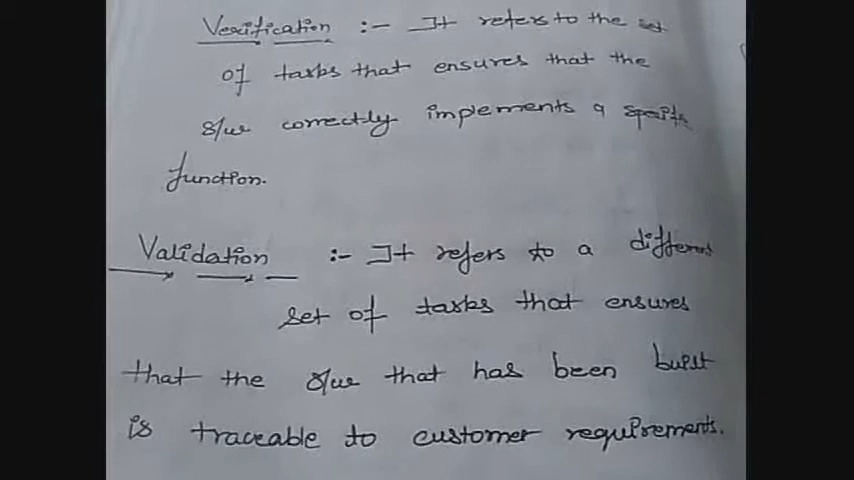 Verification :- It refers to the set
of tasks that ensures that the
s/w correctly implements a specific
function.
Validation :- It refers to a different
set of tasks that ensures
that the s/w that has been built
is traceable to customer requirements.